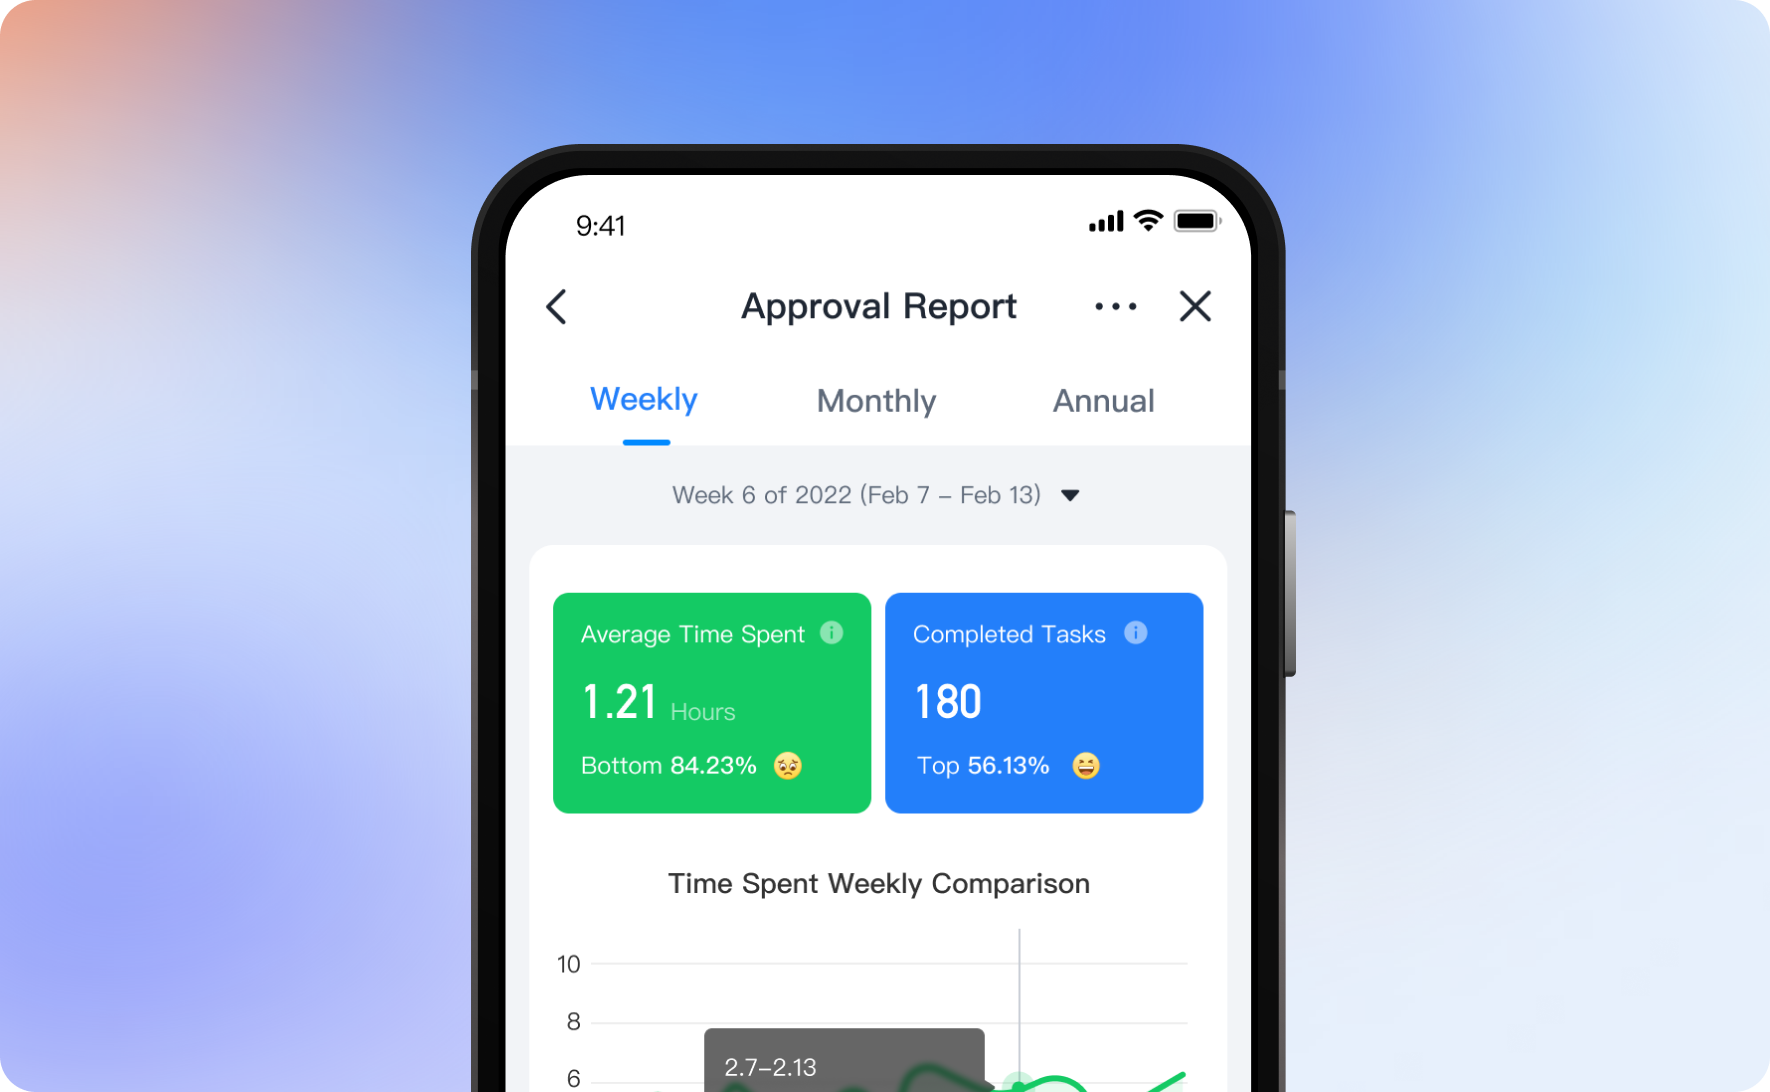 9:41
Approval Report
Weekly Monthly Annual
Week 6 of 2022 (Feb 7 – Feb 13)
Average Time Spent
1.21 Hours
Bottom 84.23%
Completed Tasks
180
Top 56.13%
Time Spent Weekly Comparison
10
8
2.7–2.13
6